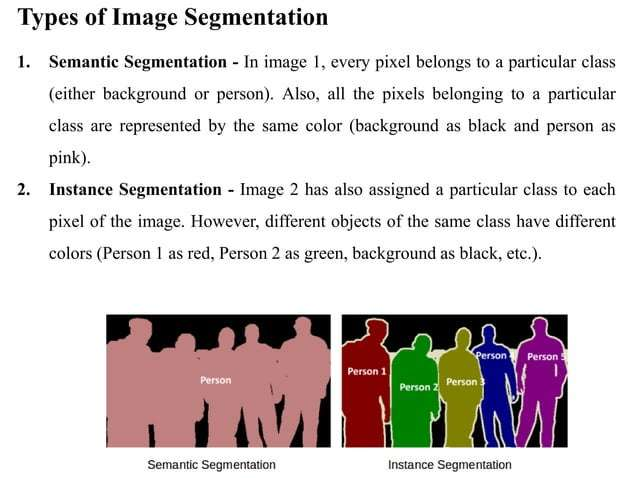 Types of Image Segmentation
1. Semantic Segmentation - In image 1, every pixel belongs to a particular class
(either background or person). Also, all the pixels belonging to a particular
class are represented by the same color (background as black and person as
pink).
2. Instance Segmentation - Image 2 has also assigned a particular class to each
pixel of the image. However, different objects of the same class have different
colors (Person 1 as red, Person 2 as green, background as black, etc.).
Person
Person 1
Person 2
Person 3
Person 4
Person 5
Semantic Segmentation
Instance Segmentation